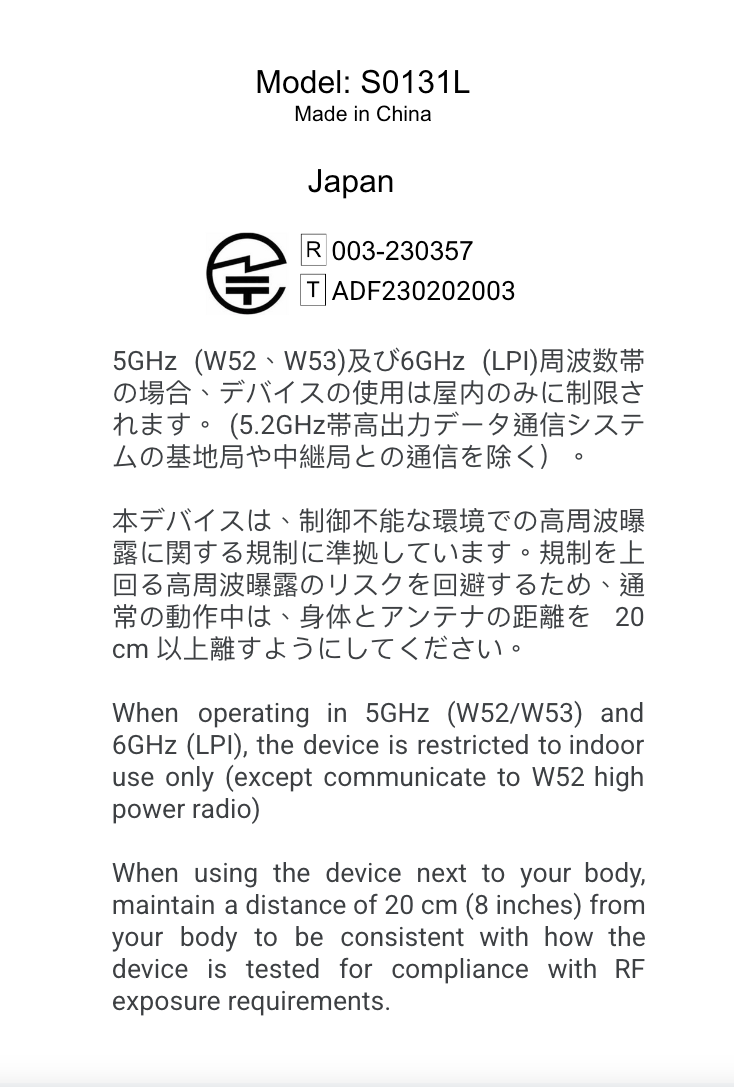 Model: S0131L
Made in China
Japan
R 003-230357
T ADF230202003
5GHz (W52、W53)及び6GHz (LPI)周波数帯
の場合、デバイスの使用は屋内のみに制限さ
れます。 (5.2GHz帯高出力データ通信システ
ムの基地局や中継局との通信を除く）。
本デバイスは、制御不能な環境での高周波曝
露に関する規制に準拠しています。規制を上
回る高周波曝露のリスクを回避するため、通
常の動作中は、身体とアンテナの距離を 20
cm 以上離すようにしてください。
When operating in 5GHz (W52/W53) and
6GHz (LPI), the device is restricted to indoor
use only (except communicate to W52 high
power radio)
When using the device next to your body,
maintain a distance of 20 cm (8 inches) from
your body to be consistent with how the
device is tested for compliance with RF
exposure requirements.